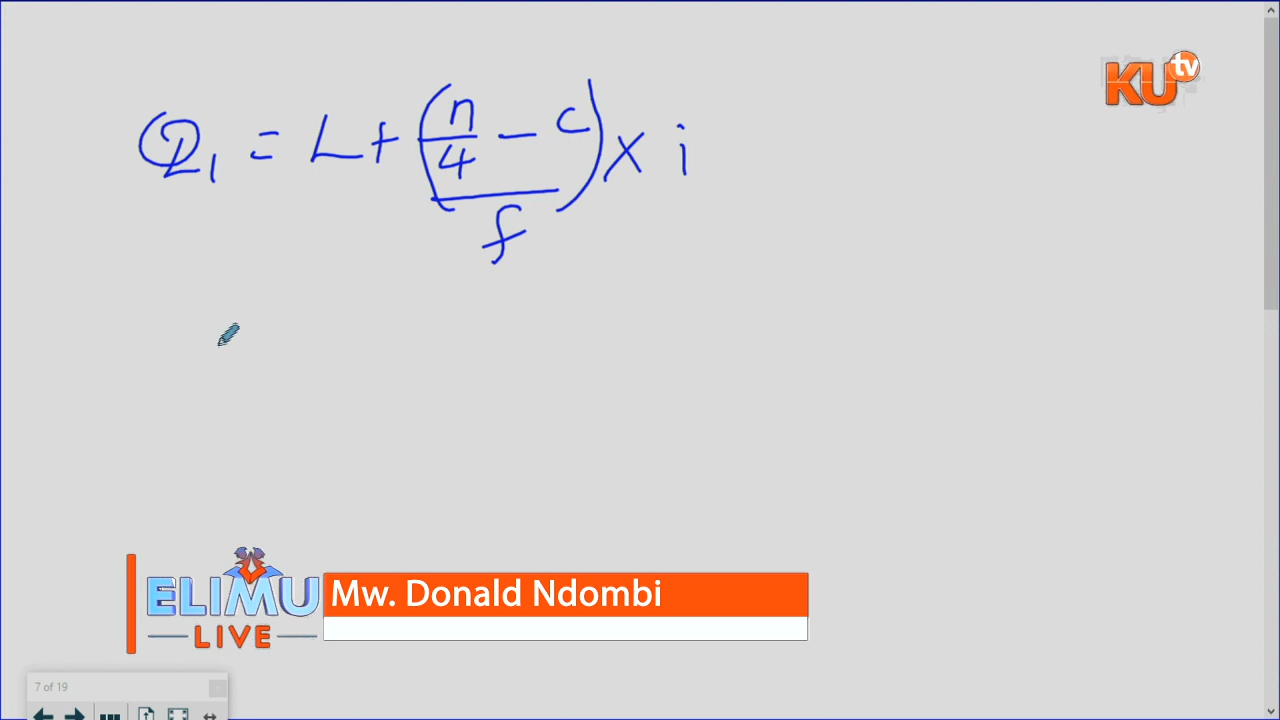 KU tv
Q₁ = L + (n/4 - c)/f × i
ELIMU
LIVE
Mw. Donald Ndombi
7 of 19